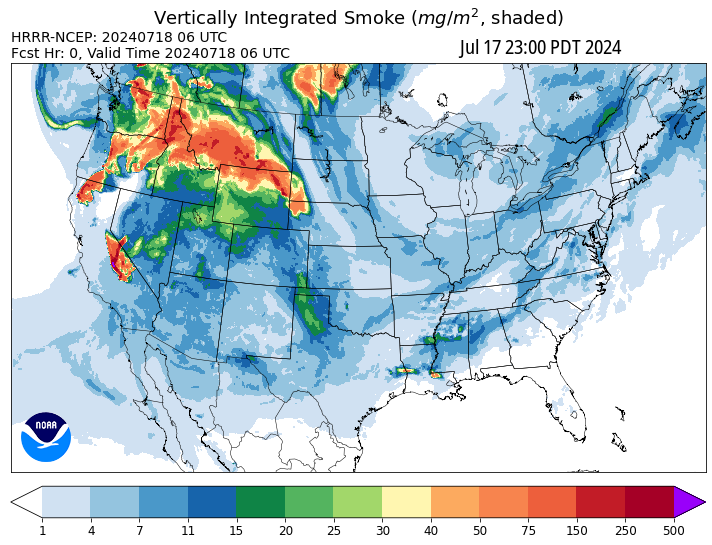 Vertically Integrated Smoke (mg/m², shaded)
HRRR-NCEP: 20240718 06 UTC
Fcst Hr: 0, Valid Time 20240718 06 UTC
Jul 17 23:00 PDT 2024
NOAA
1 4 7 11 15 20 25 30 40 50 75 150 250 500